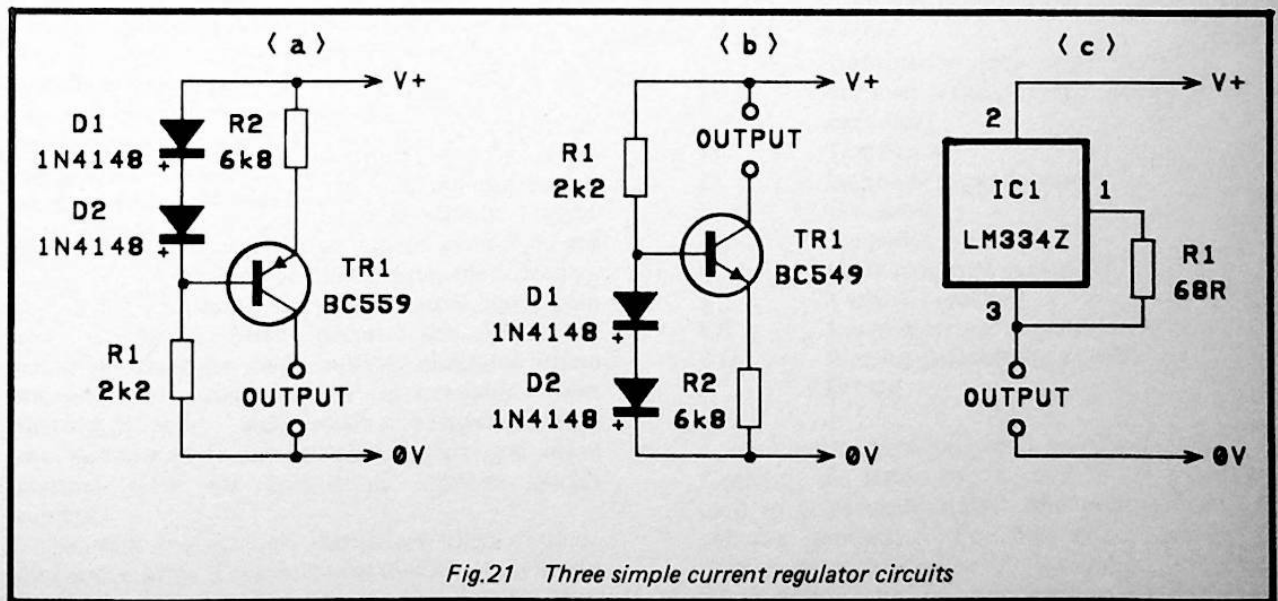 < a >
V+
D1
1N4148
+
R2
6k8
D2
1N4148
+
TR1
BC559
R1
2k2
OUTPUT
0V
< b >
V+
OUTPUT
R1
2k2
TR1
BC549
D1
1N4148
+
D2
1N4148
+
R2
6k8
0V
< c >
V+
2
IC1
LM334Z
1
R1
68R
3
OUTPUT
0V
Fig.21 Three simple current regulator circuits